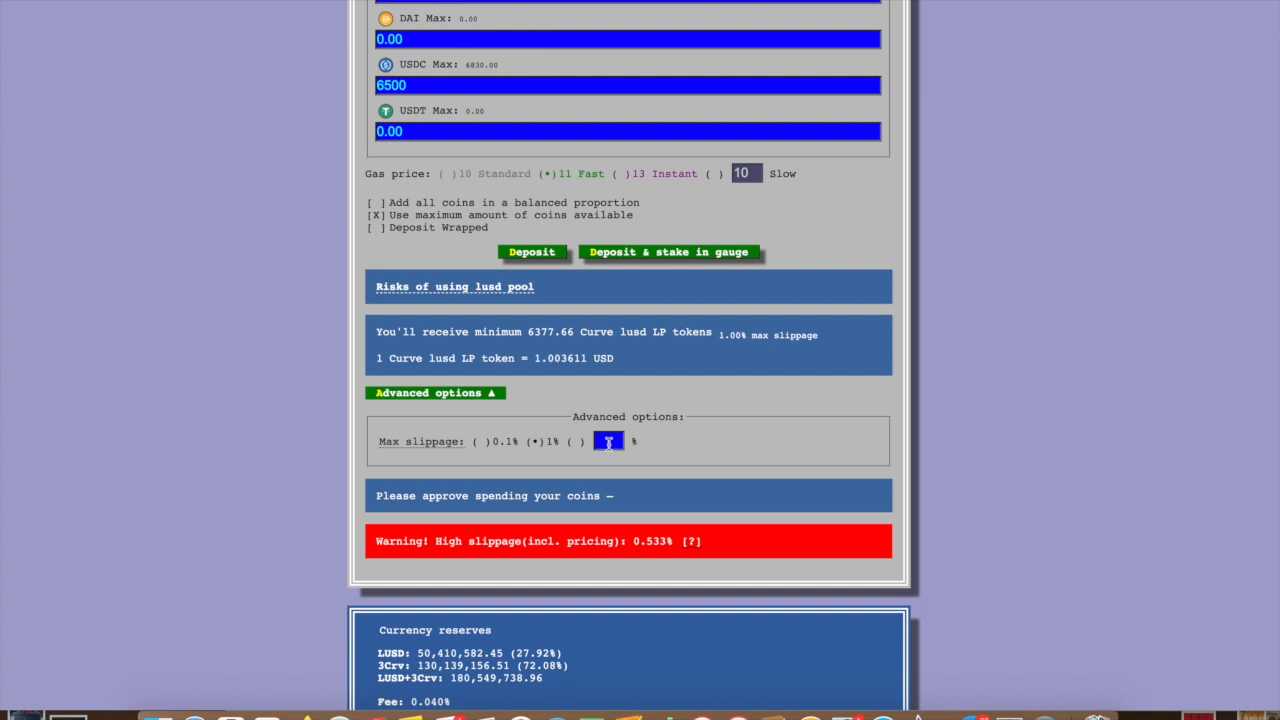 DAI Max: 0.00
0.00
USDC Max: 6830.00
6500
USDT Max: 0.00
0.00
Gas price: ( )10 Standard (•)11 Fast ( )13 Instant ( ) 10 Slow
[ ] Add all coins in a balanced proportion
[X] Use maximum amount of coins available
[ ] Deposit Wrapped
Deposit Deposit & stake in gauge
Risks of using lusd pool
You'll receive minimum 6377.66 Curve lusd LP tokens 1.00% max slippage
1 Curve lusd LP token = 1.003611 USD
Advanced options ▲
Advanced options:
Max slippage: ( )0.1% (•)1% ( ) %
Please approve spending your coins —
Warning! High slippage(incl. pricing): 0.533% [?]
Currency reserves
LUSD: 50,410,582.45 (27.92%)
3Crv: 130,139,156.51 (72.08%)
LUSD+3Crv: 180,549,738.96
Fee: 0.040%